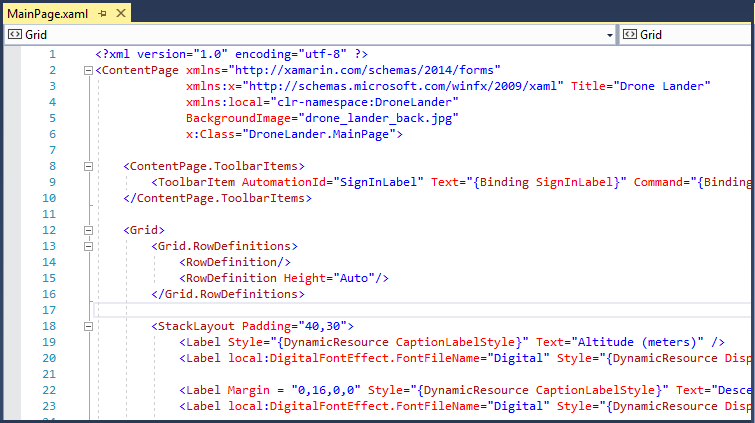 MainPage.xaml
Grid Grid
1 <?xml version="1.0" encoding="utf-8" ?>
2 <ContentPage xmlns="http://xamarin.com/schemas/2014/forms"
3 xmlns:x="http://schemas.microsoft.com/winfx/2009/xaml" Title="Drone Lander"
4 xmlns:local="clr-namespace:DroneLander"
5 BackgroundImage="drone_lander_back.jpg"
6 x:Class="DroneLander.MainPage">
7
8 <ContentPage.ToolbarItems>
9 <ToolbarItem AutomationId="SignInLabel" Text="{Binding SignInLabel}" Command="{Binding
10 </ContentPage.ToolbarItems>
11
12 <Grid>
13 <Grid.RowDefinitions>
14 <RowDefinition/>
15 <RowDefinition Height="Auto"/>
16 </Grid.RowDefinitions>
17
18 <StackLayout Padding="40,30">
19 <Label Style="{DynamicResource CaptionLabelStyle}" Text="Altitude (meters)" />
20 <Label local:DigitalFontEffect.FontFileName="Digital" Style="{DynamicResource Disp
21
22 <Label Margin = "0,16,0,0" Style="{DynamicResource CaptionLabelStyle}" Text="Desce
23 <Label local:DigitalFontEffect.FontFileName="Digital" Style="{DynamicResource Disp